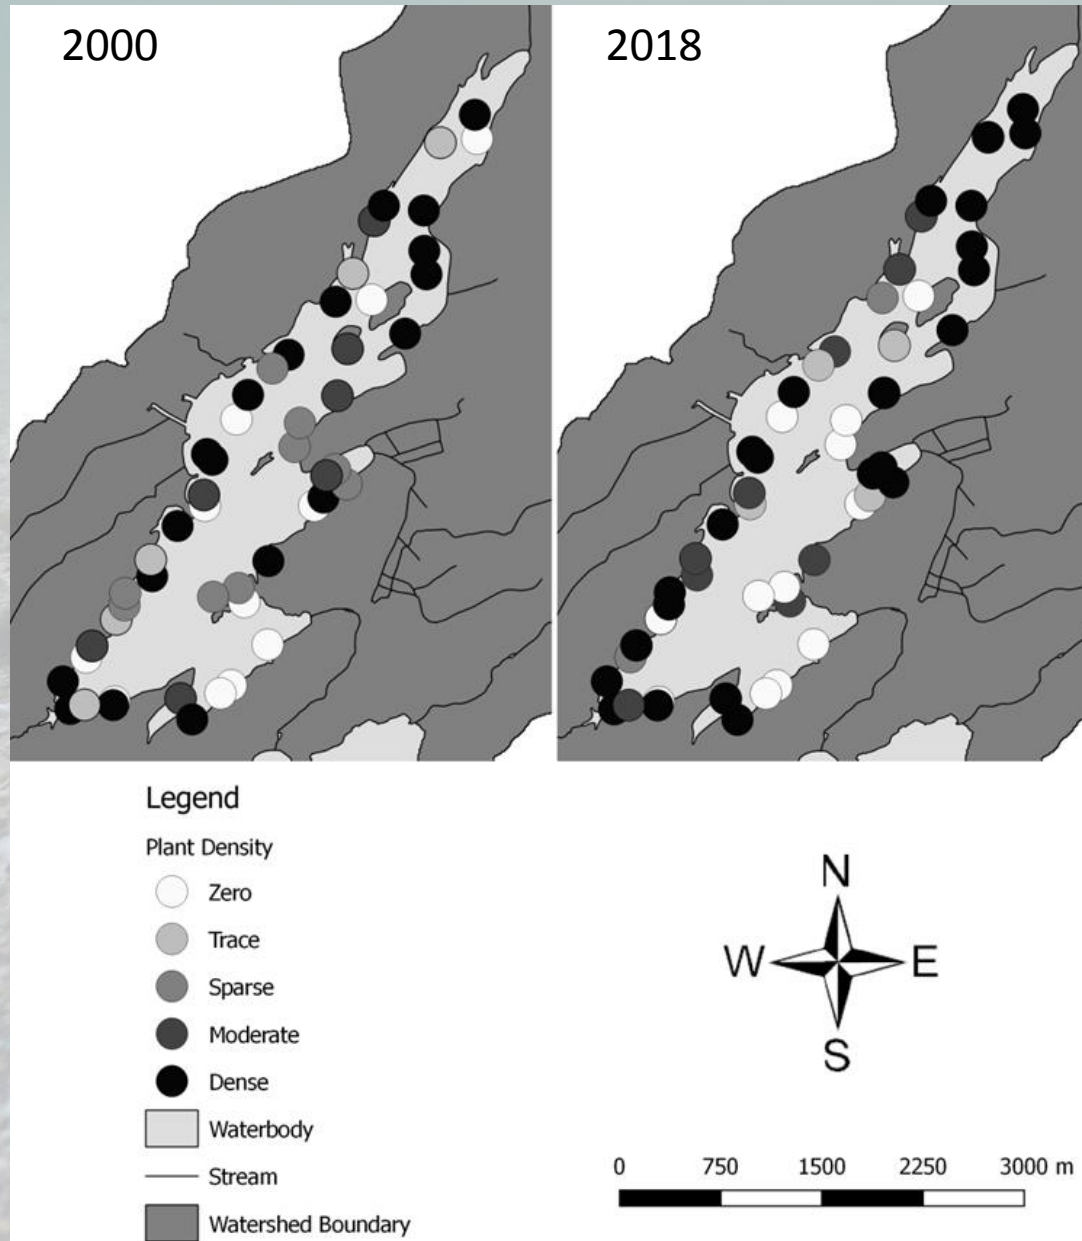 2000
2018
Legend
Plant Density
Zero
Trace
Sparse
Moderate
Dense
Waterbody
Stream
Watershed Boundary
N
W E
S
0 750 1500 2250 3000 m